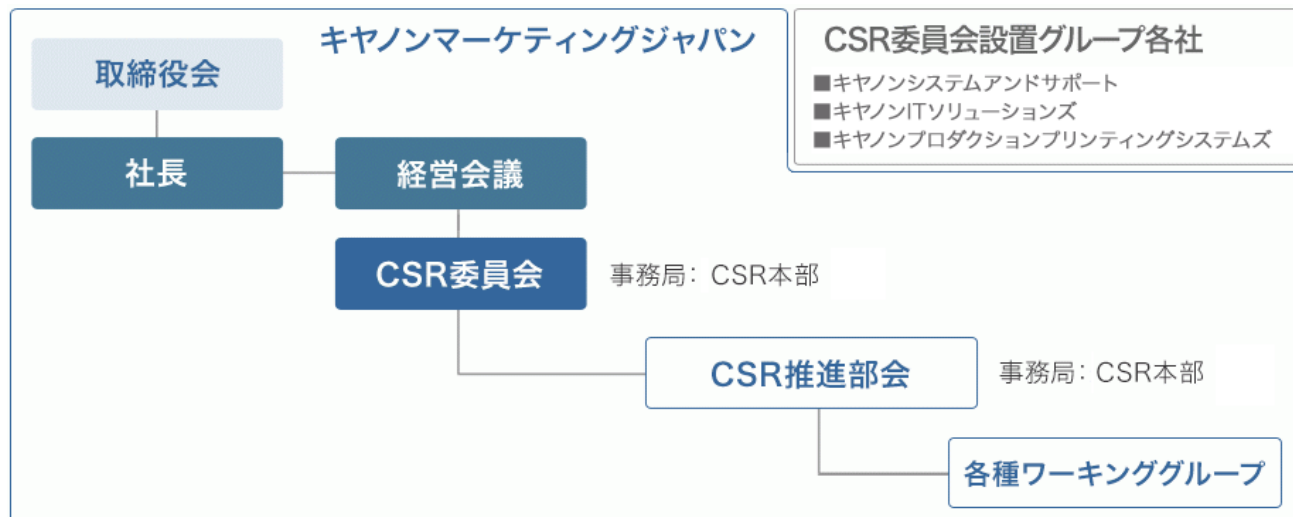 キヤノンマーケティングジャパン
CSR委員会設置グループ各社
■キヤノンシステムアンドサポート
■キヤノンITソリューションズ
■キヤノンプロダクションプリンティングシステムズ
取締役会
社長
経営会議
CSR委員会
事務局: CSR本部
CSR推進部会
事務局: CSR本部
各種ワーキンググループ